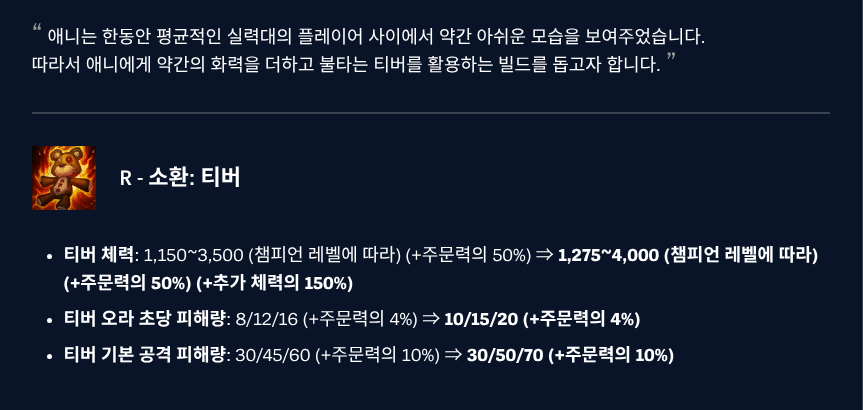 “ 애니는 한동안 평균적인 실력대의 플레이어 사이에서 약간 아쉬운 모습을 보여주었습니다.
따라서 애니에게 약간의 화력을 더하고 불타는 티버를 활용하는 빌드를 돕고자 합니다. ”
R - 소환: 티버
• 티버 체력: 1,150~3,500 (챔피언 레벨에 따라) (+주문력의 50%) ⇒ 1,275~4,000 (챔피언 레벨에 따라)
(+주문력의 50%) (+추가 체력의 150%)
• 티버 오라 초당 피해량: 8/12/16 (+주문력의 4%) ⇒ 10/15/20 (+주문력의 4%)
• 티버 기본 공격 피해량: 30/45/60 (+주문력의 10%) ⇒ 30/50/70 (+주문력의 10%)